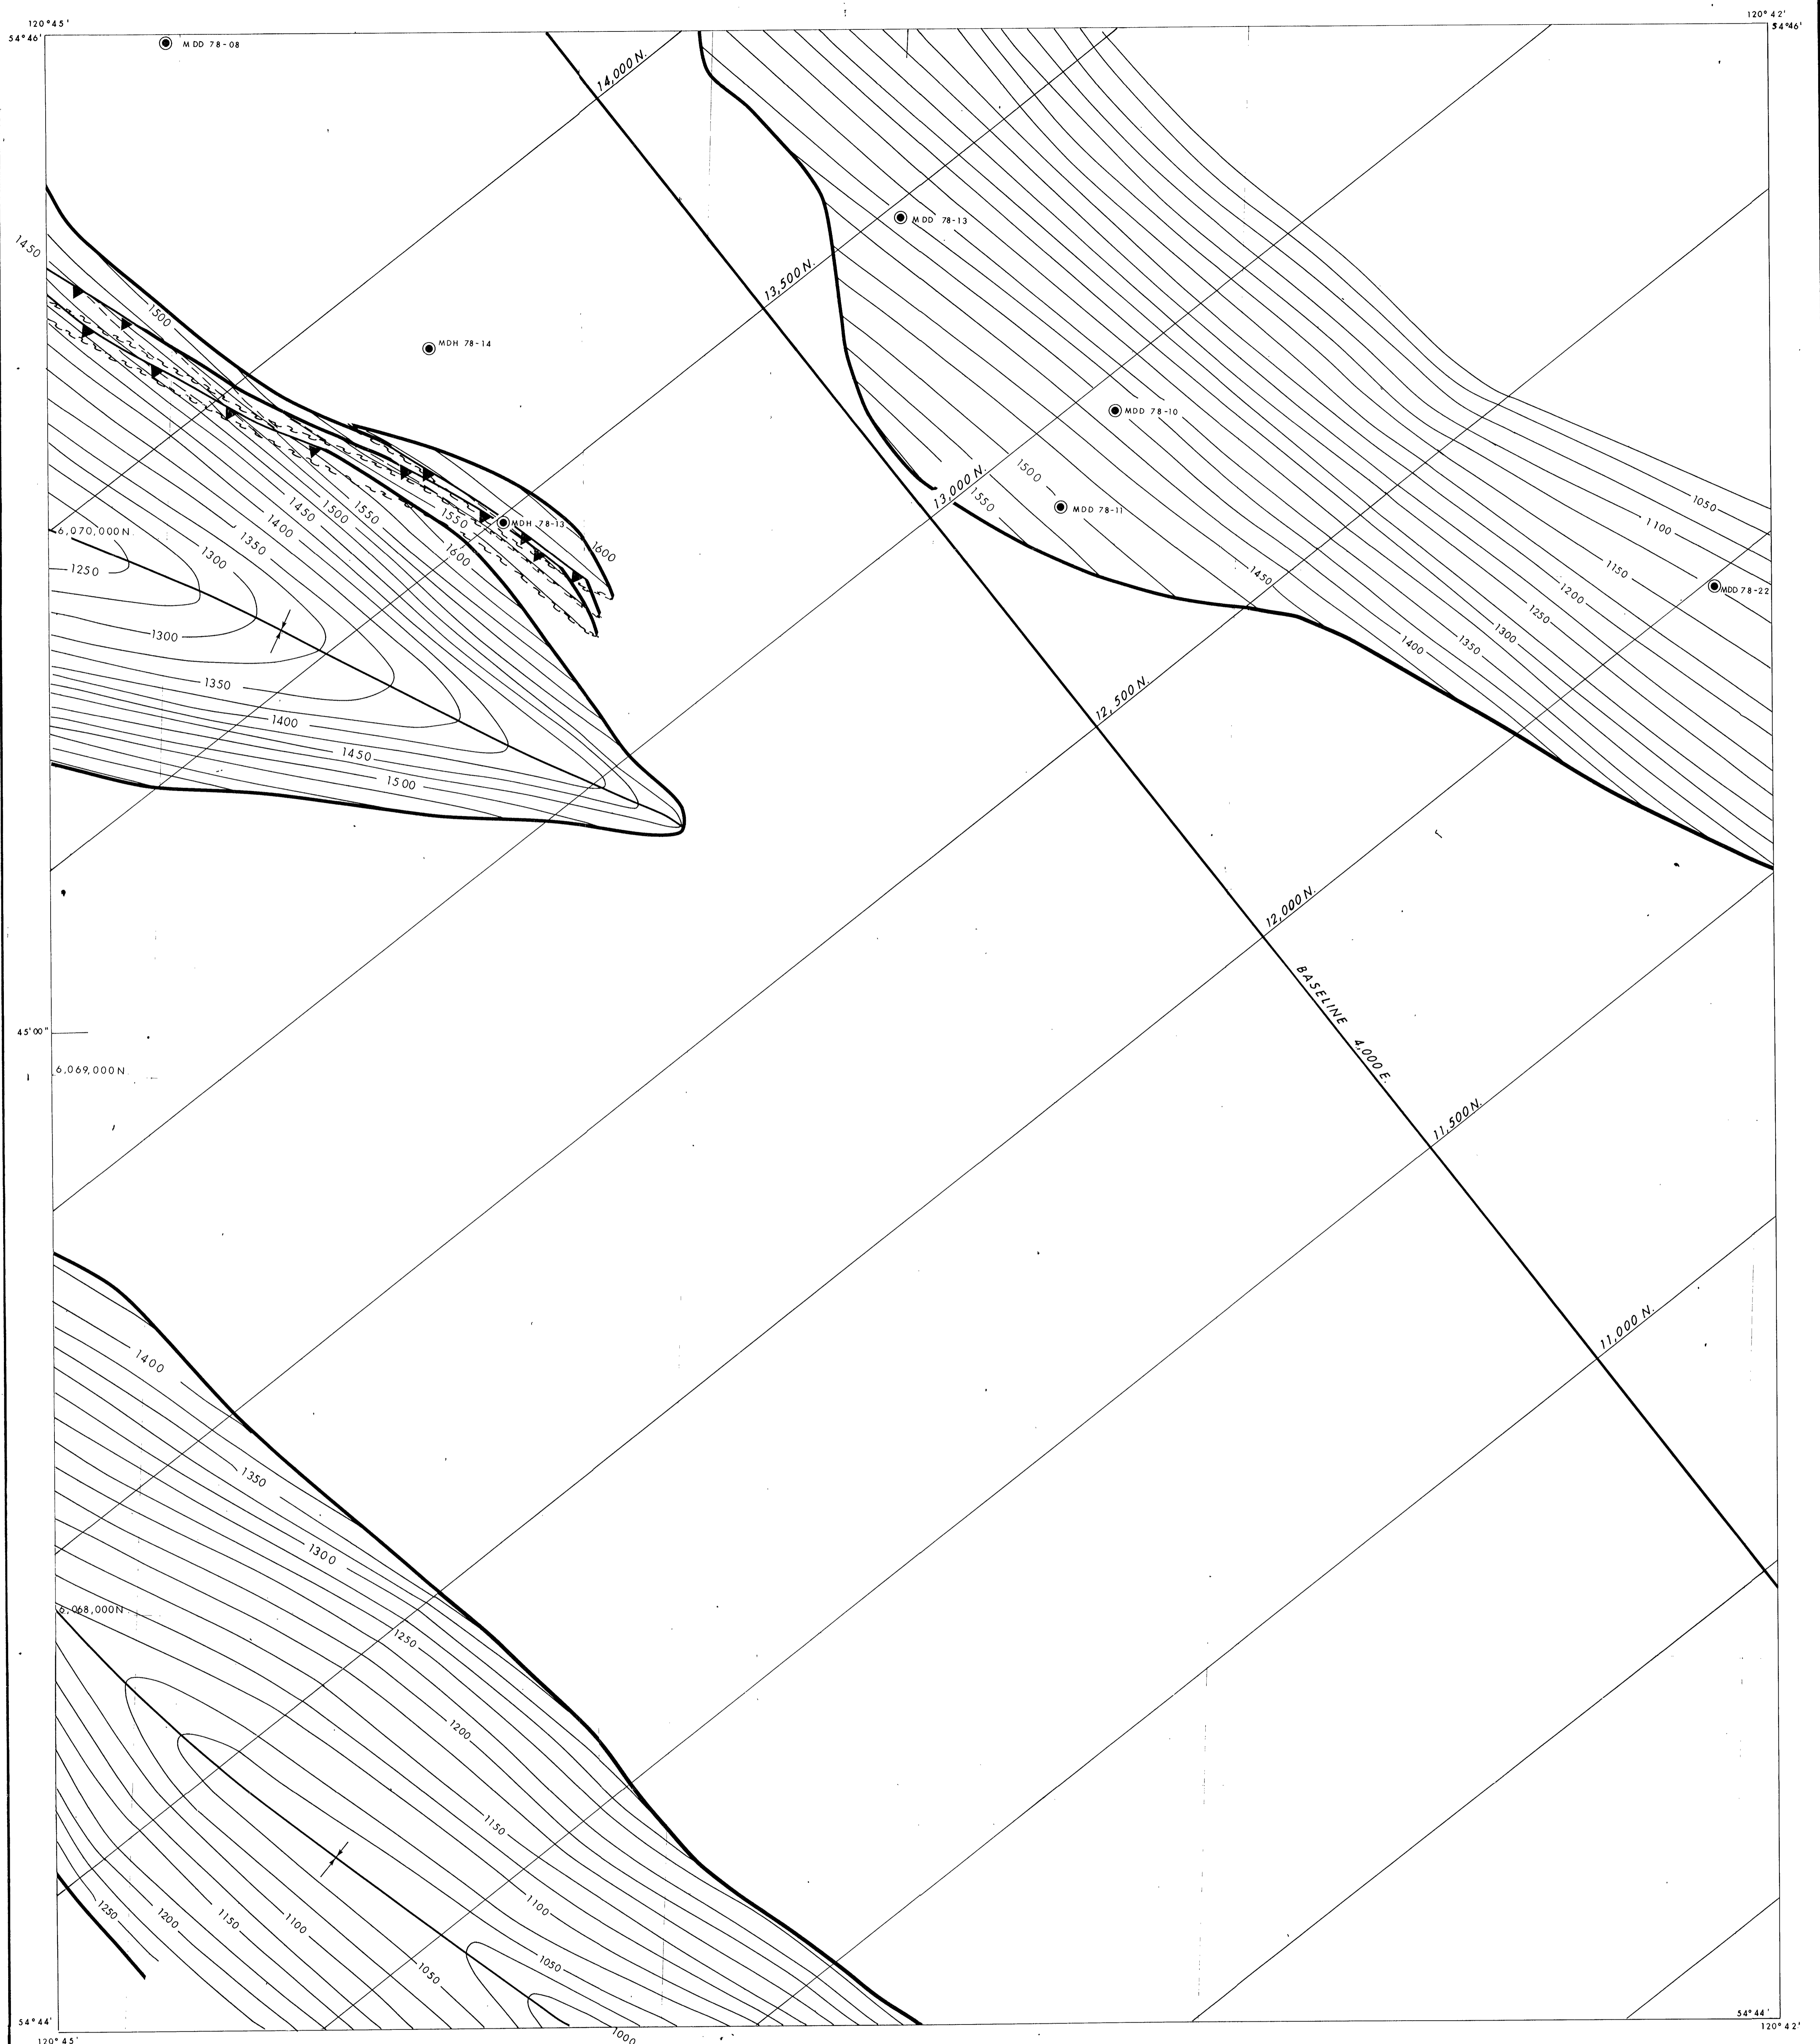 120°45'
54°46'
120°42'
54°46'
MDD 78-08
14,000 N.
MDD 78-13
1450
13,500 N.
1500
MDH 78-14
MDD 78-10
1500
13,000 N.
1550
MDD 78-11
1050
1100
1150
1200
1250
1300
1350
1400
1450
MDD 78-22
1450
1500
1550
1400
1350
1300
1550
MDH 78-13
1600
1600
6,070,000 N.
1250
1300
1350
1400
1450
1500
12,500 N.
12,000 N.
BASELINE 4,000 E.
45'00"
6,069,000 N.
11,500 N.
11,000 N.
1400
1350
1300
6,068,000 N.
1250
1200
1150
1100
1050
1250
1200
1150
1100
1050
1000
54°44'
120°45'
54°44'
120°42'